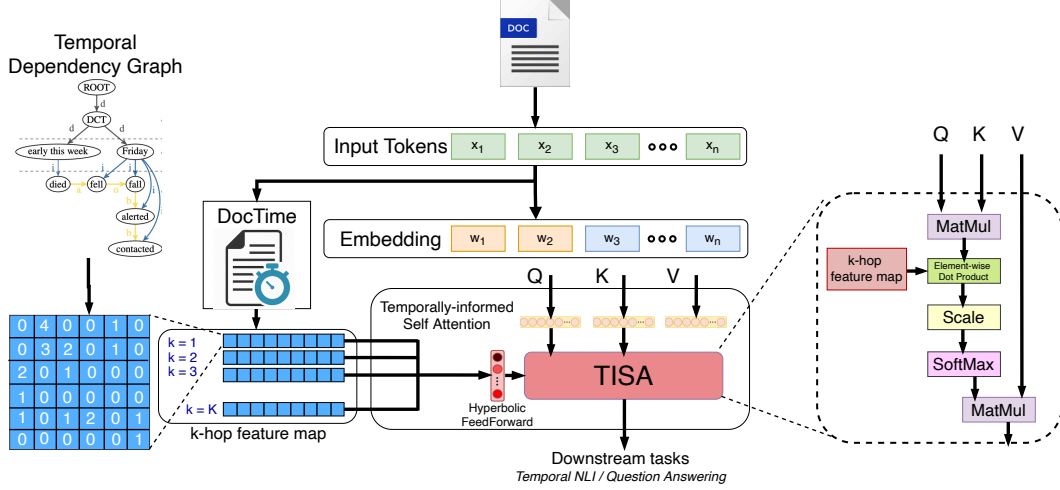 DOC
Temporal
Dependency Graph
ROOT
d
DCT
d
d
early this week
Friday
i
i
i
i
died
a
fell
o
fall
b
alerted
b
contacted
Input Tokens
x1
x2
x3
xn
DocTime
Embedding
w1
w2
w3
wn
Q
K
V
Temporally-informed
Self Attention
0 4 0 0 1 0
0 3 2 0 1 0
2 0 1 0 0 0
1 0 0 0 0 0
1 0 1 2 0 1
0 0 0 0 0 1
k = 1
k = 2
k = 3
k = K
k-hop feature map
Hyperbolic
FeedForward
TISA
Downstream tasks
Temporal NLI / Question Answering
Q
K
V
MatMul
k-hop
feature map
Element-wise
Dot Product
Scale
SoftMax
MatMul